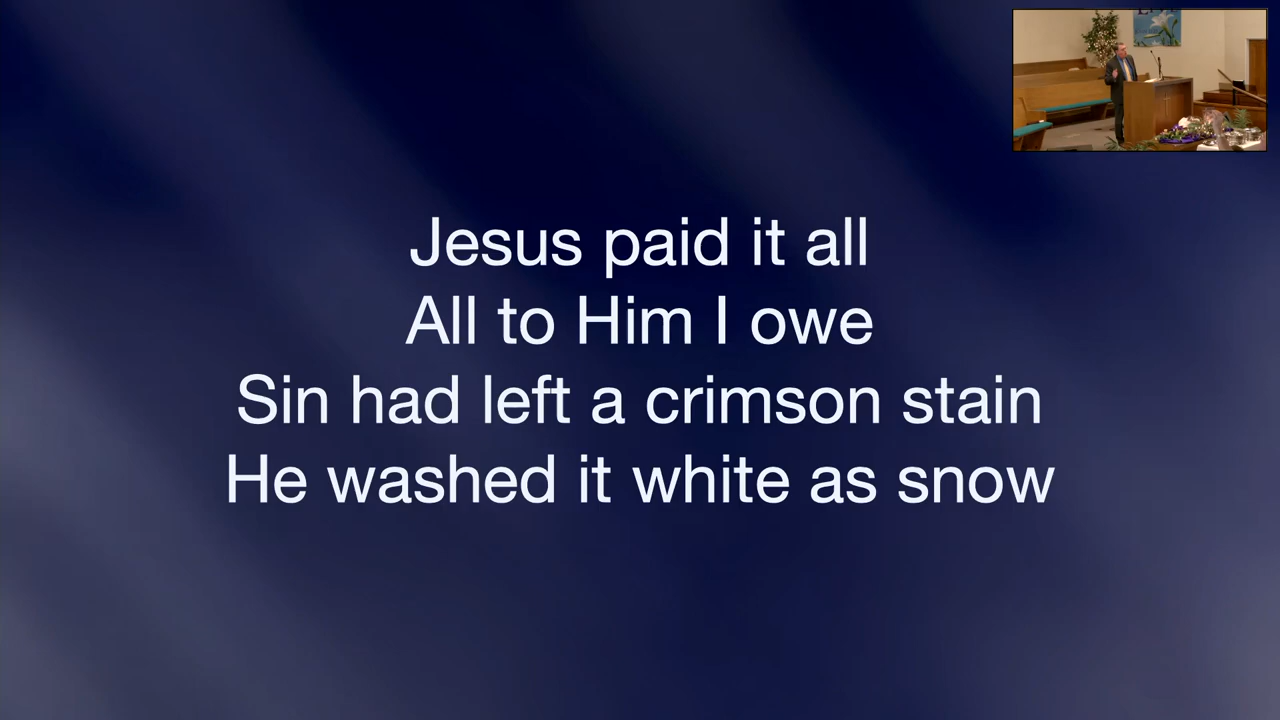 Jesus paid it all
All to Him I owe
Sin had left a crimson stain
He washed it white as snow